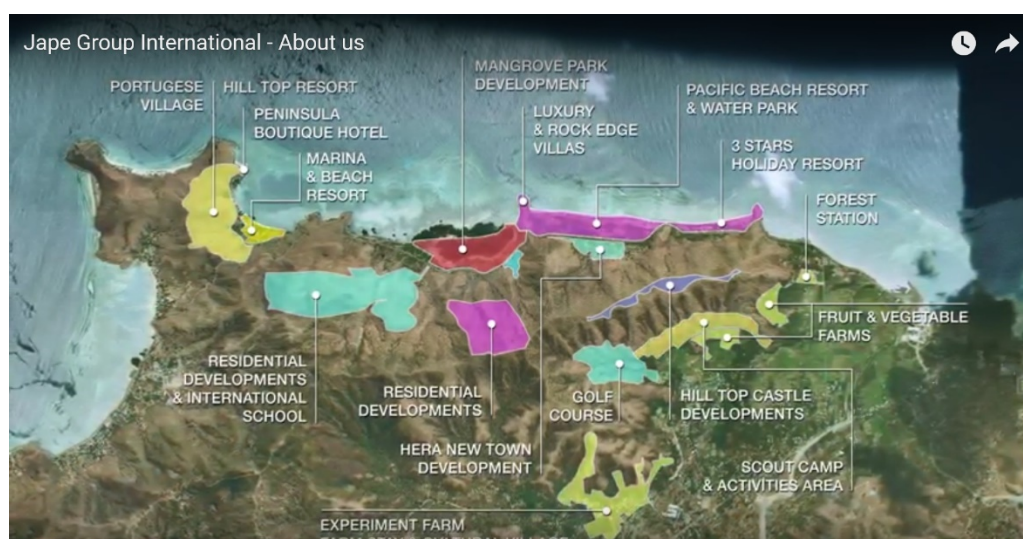 Jape Group International - About us
MANGROVE PARK
DEVELOPMENT
PORTUGESE
VILLAGE
HILL TOP RESORT
PENINSULA
BOUTIQUE HOTEL
MARINA
& BEACH
RESORT
LUXURY
& ROCK EDGE
VILLAS
PACIFIC BEACH RESORT
& WATER PARK
3 STARS
HOLIDAY RESORT
FOREST
STATION
FRUIT & VEGETABLE
FARMS
RESIDENTIAL
DEVELOPMENTS
& INTERNATIONAL
SCHOOL
RESIDENTIAL
DEVELOPMENTS
GOLF
COURSE
HILL TOP CASTLE
DEVELOPMENTS
HERA NEW TOWN
DEVELOPMENT
SCOUT CAMP
& ACTIVITIES AREA
EXPERIMENT FARM